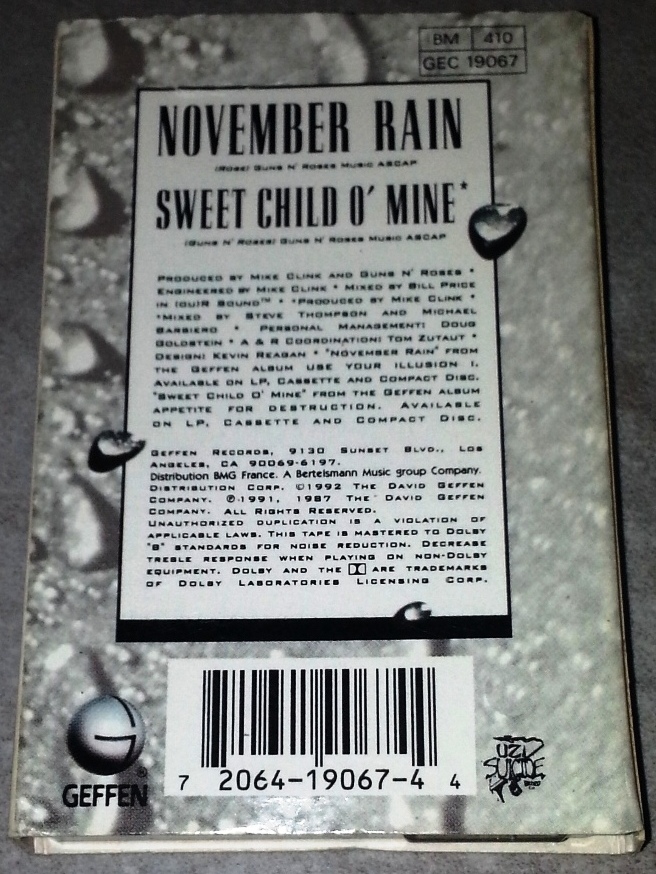 BM 410
GEC 19067
NOVEMBER RAIN
(Rose) Guns N' Roses Music ASCAP
SWEET CHILD O' MINE*
(Guns N' Roses) Guns N' Roses Music ASCAP
Produced by Mike Clink and Guns N' Roses *
Engineered by Mike Clink * Mixed by Bill Price
in (ou)R Bound™ * *Produced by Mike Clink *
*Mixed by Steve Thompson and Michael
Barbiero * Personal Management: Doug
Goldstein * A & R Coordination: Tom Zutaut *
Design: Kevin Reagan * "November Rain" from
the Geffen album Use Your Illusion I.
Available on LP, Cassette and Compact Disc.
"Sweet Child O' Mine" from the Geffen album
Appetite for Destruction. Available
on LP, Cassette and Compact Disc.
Geffen Records, 9130 Sunset Blvd., Los
Angeles, CA 90069-6197.
Distribution BMG France. A Bertelsmann Music group Company.
Distribution Corp. ©1992 The David Geffen
Company. ℗1991, 1987 The David Geffen
Company. All Rights Reserved.
Unauthorized duplication is a violation of
applicable laws. This tape is mastered to Dolby
"B" standards for noise reduction. Decrease
treble response when playing on non-Dolby
equipment. Dolby and the are trademarks
of Dolby Laboratories Licensing Corp.
7 2064-19067-4 4
GEFFEN ®
UZI
SUICIDE